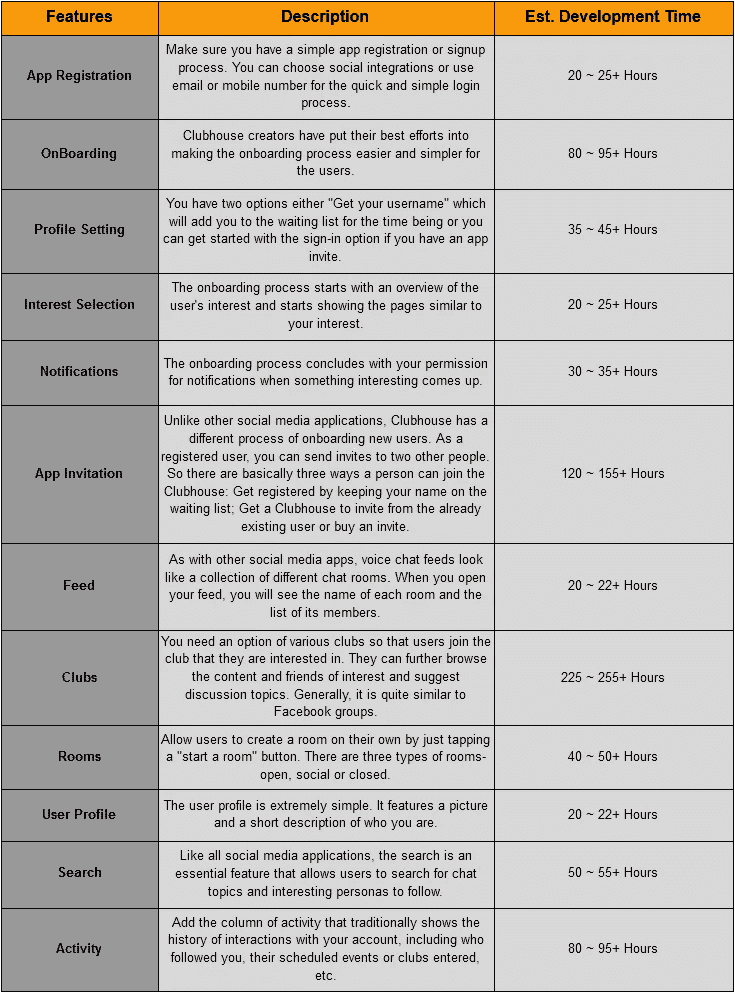 Features
Description
Est. Development Time
App Registration
Make sure you have a simple app registration or signup
process. You can choose social integrations or use
email or mobile number for the quick and simple login
process.
20 ~ 25+ Hours
OnBoarding
Clubhouse creators have put their best efforts into
making the onboarding process easier and simpler for
the users.
80 ~ 95+ Hours
Profile Setting
You have two options either "Get your username" which
will add you to the waiting list for the time being or you
can get started with the sign-in option if you have an app
invite.
35 ~ 45+ Hours
Interest Selection
The onboarding process starts with an overview of the
user's interest and starts showing the pages similar to
your interest.
20 ~ 25+ Hours
Notifications
The onboarding process concludes with your permission
for notifications when something interesting comes up.
30 ~ 35+ Hours
App Invitation
Unlike other social media applications, Clubhouse has a
different process of onboarding new users. As a
registered user, you can send invites to two other people.
So there are basically three ways a person can join the
Clubhouse: Get registered by keeping your name on the
waiting list; Get a Clubhouse to invite from the already
existing user or buy an invite.
120 ~ 155+ Hours
Feed
As with other social media apps, voice chat feeds look
like a collection of different chat rooms. When you open
your feed, you will see the name of each room and the
list of its members.
20 ~ 22+ Hours
Clubs
You need an option of various clubs so that users join the
club that they are interested in. They can further browse
the content and friends of interest and suggest
discussion topics. Generally, it is quite similar to
Facebook groups.
225 ~ 255+ Hours
Rooms
Allow users to create a room on their own by just tapping
a "start a room" button. There are three types of rooms-
open, social or closed.
40 ~ 50+ Hours
User Profile
The user profile is extremely simple. It features a picture
and a short description of who you are.
20 ~ 22+ Hours
Search
Like all social media applications, the search is an
essential feature that allows users to search for chat
topics and interesting personas to follow.
50 ~ 55+ Hours
Activity
Add the column of activity that traditionally shows the
history of interactions with your account, including who
followed you, their scheduled events or clubs entered,
etc.
80 ~ 95+ Hours